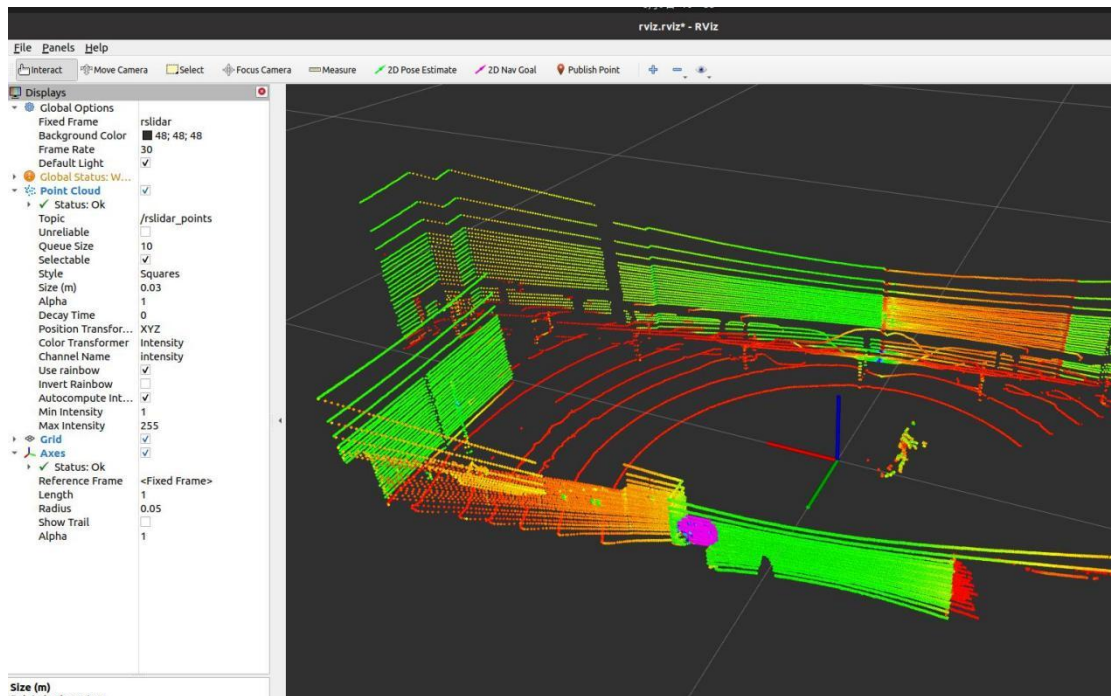 rviz.rviz* - RViz
File Panels Help
Interact Move Camera Select Focus Camera Measure 2D Pose Estimate 2D Nav Goal Publish Point
Displays
Global Options
Fixed Frame rslidar
Background Color 48; 48; 48
Frame Rate 30
Default Light
Global Status: W...
Point Cloud
Status: Ok
Topic /rslidar_points
Unreliable
Queue Size 10
Selectable
Style Squares
Size (m) 0.03
Alpha 1
Decay Time 0
Position Transfor... XYZ
Color Transformer Intensity
Channel Name intensity
Use rainbow
Invert Rainbow
Autocompute Int...
Min Intensity 1
Max Intensity 255
Grid
Axes
Status: Ok
Reference Frame <Fixed Frame>
Length 1
Radius 0.05
Show Trail
Alpha 1
Size (m)